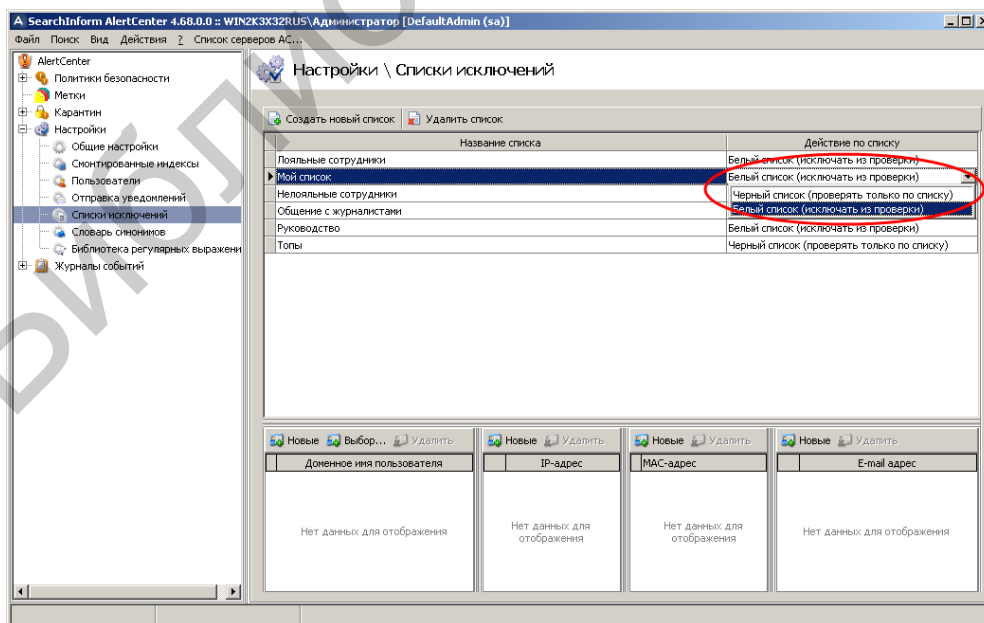 SearchInform AlertCenter 4.68.0.0 :: WIN2K3X32RUS\Администратор [DefaultAdmin (sa)]
Файл Поиск Вид Действия ? Список серверов AC...
AlertCenter
Политики безопасности
Метки
Карантин
Настройки
Общие настройки
Смонтированные индексы
Пользователи
Отправка уведомлений
Списки исключений
Словарь синонимов
Библиотека регулярных выражени
Журналы событий
Настройки \ Списки исключений
Создать новый список Удалить список
Название списка Действие по списку
Лояльные сотрудники Белый список (исключать из проверки)
Мой список Белый список (исключать из проверки)
Нелояльные сотрудники Черный список (проверять только по списку)
Общение с журналистами Белый список (исключать из проверки)
Руководство Белый список (исключать из проверки)
Топы Черный список (проверять только по списку)
Новые Выбор... Удалить Новые Удалить Новые Удалить Новые Удалить
Доменное имя пользователя IP-адрес MAC-адрес E-mail адрес
Нет данных для отображения Нет данных для отображения Нет данных для отображения Нет данных для отображения